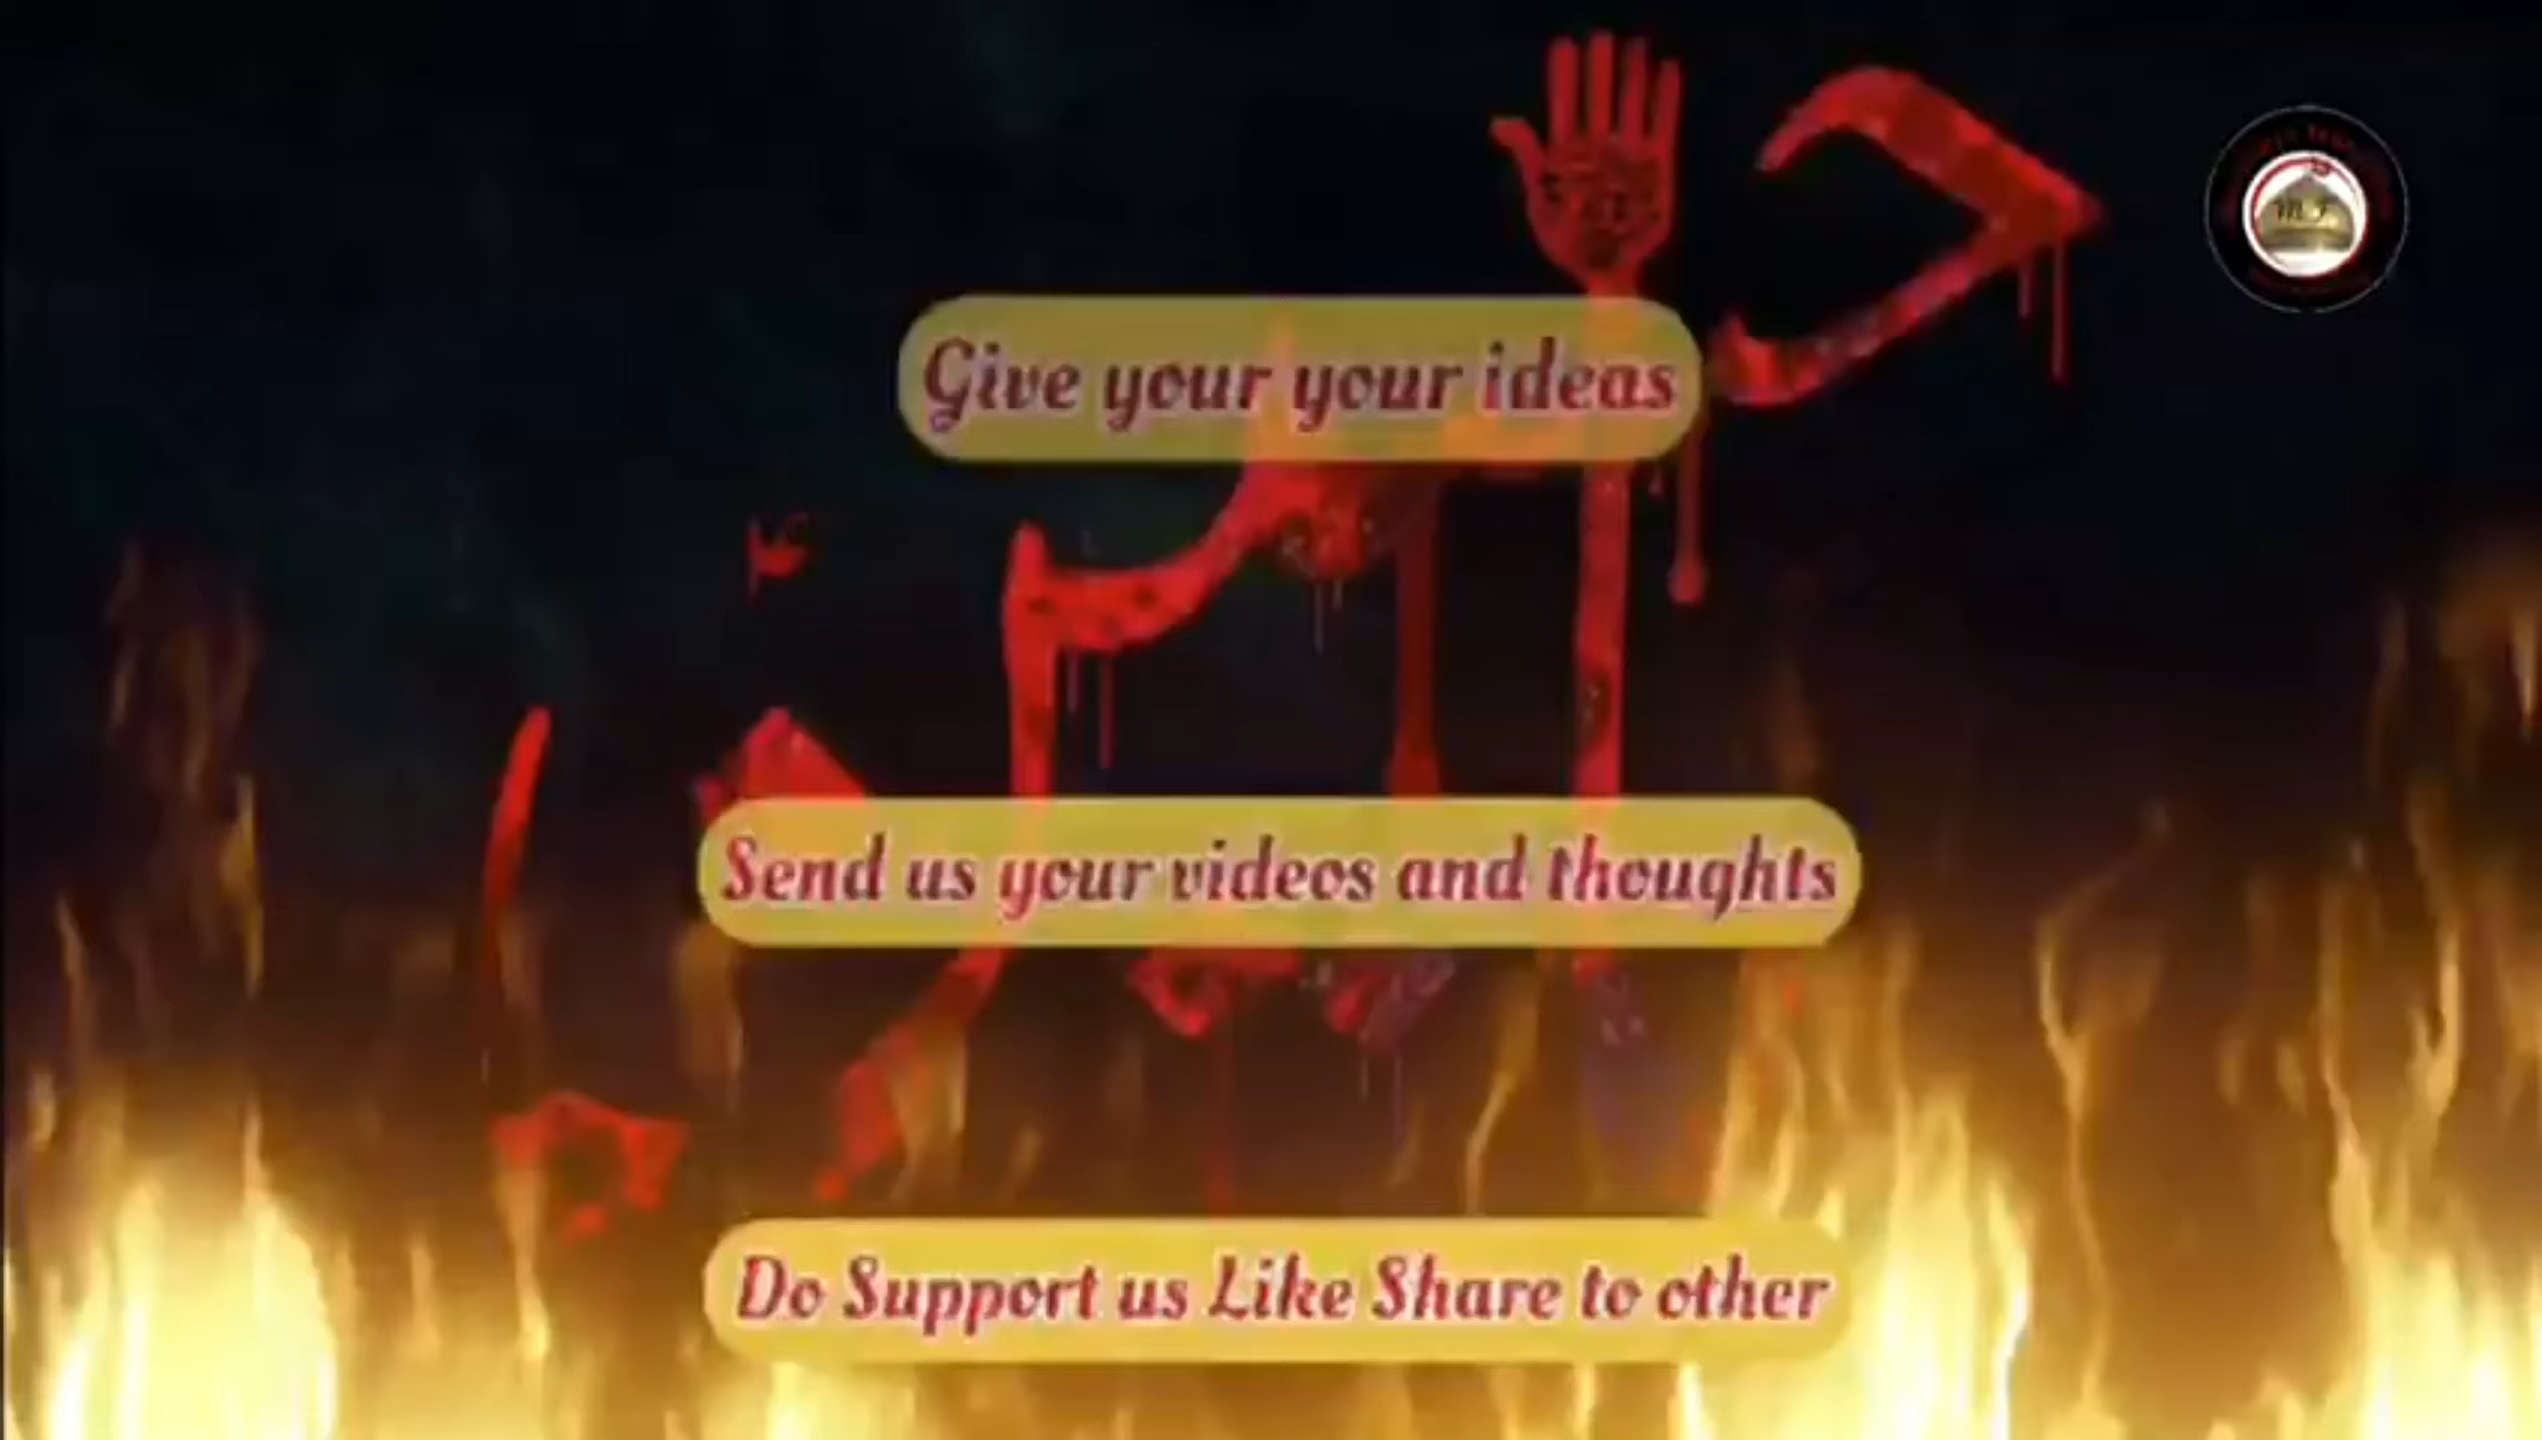 Give your your ideas
Send us your videos and thoughts
Do Support us Like Share to other